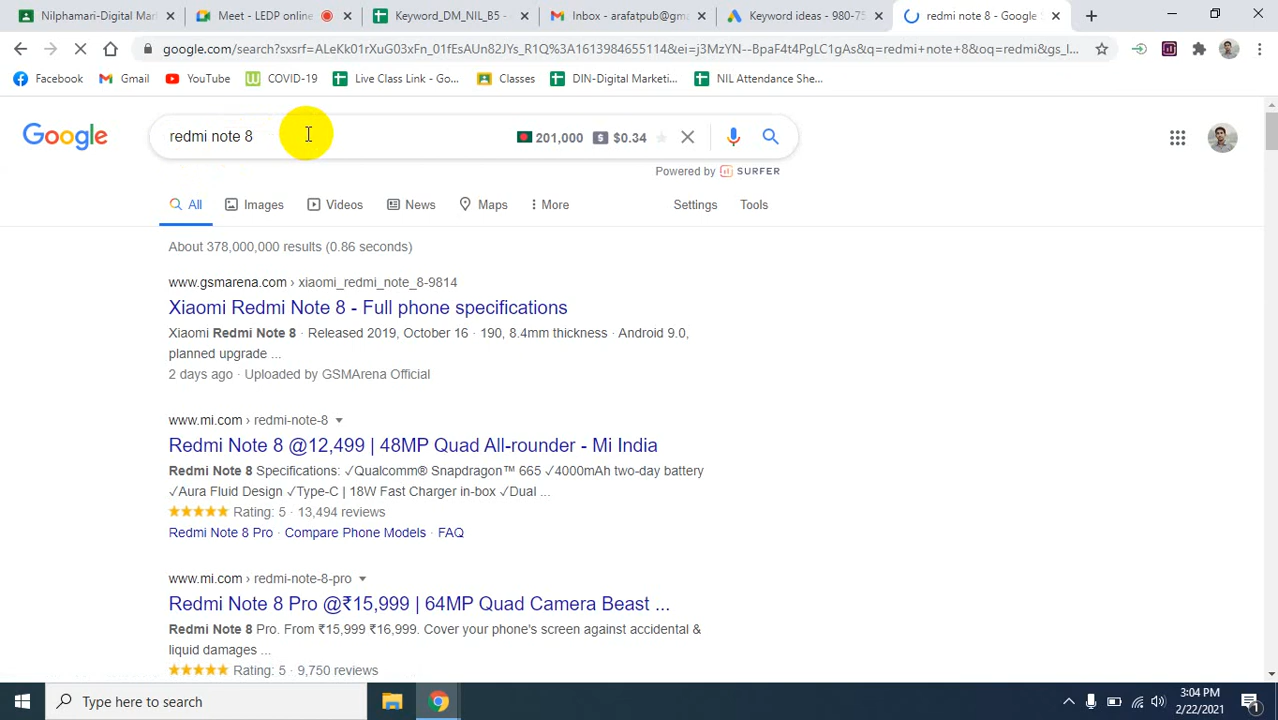 Nilphamari-Digital Mar
Meet - LEDP online
Keyword_DM_NIL_B5 -
Inbox - arafatpub@gm
Keyword ideas - 980-75
redmi note 8 - Google S
google.com/search?sxsrf=ALeKk01rXuG03xFn_01fEsAUn82JYs_R1Q%3A1613984655114&ei=j3MzYN--BpaF4t4PgLC1gAs&q=redmi+note+8&oq=redmi&gs_l...
Facebook
Gmail
YouTube
COVID-19
Live Class Link - Go...
Classes
DIN-Digital Marketi...
NIL Attendance She...
Google
redmi note 8
201,000
$ $0.34
Powered by SURFER
All
Images
Videos
News
Maps
More
Settings
Tools
About 378,000,000 results (0.86 seconds)
www.gsmarena.com › xiaomi_redmi_note_8-9814
Xiaomi Redmi Note 8 - Full phone specifications
Xiaomi Redmi Note 8 · Released 2019, October 16 · 190, 8.4mm thickness · Android 9.0,
planned upgrade ...
2 days ago · Uploaded by GSMArena Official
www.mi.com › redmi-note-8
Redmi Note 8 @12,499 | 48MP Quad All-rounder - Mi India
Redmi Note 8 Specifications: ✓Qualcomm® Snapdragon™ 665 ✓4000mAh two-day battery
✓Aura Fluid Design ✓Type-C | 18W Fast Charger in-box ✓Dual ...
★★★★★ Rating: 5 · 13,494 reviews
Redmi Note 8 Pro · Compare Phone Models · FAQ
www.mi.com › redmi-note-8-pro
Redmi Note 8 Pro @₹15,999 | 64MP Quad Camera Beast ...
Redmi Note 8 Pro. From ₹15,999 ₹16,999. Cover your phone's screen against accidental &
liquid damages ...
★★★★★ Rating: 5 · 9,750 reviews
Type here to search
3:04 PM
2/22/2021
1